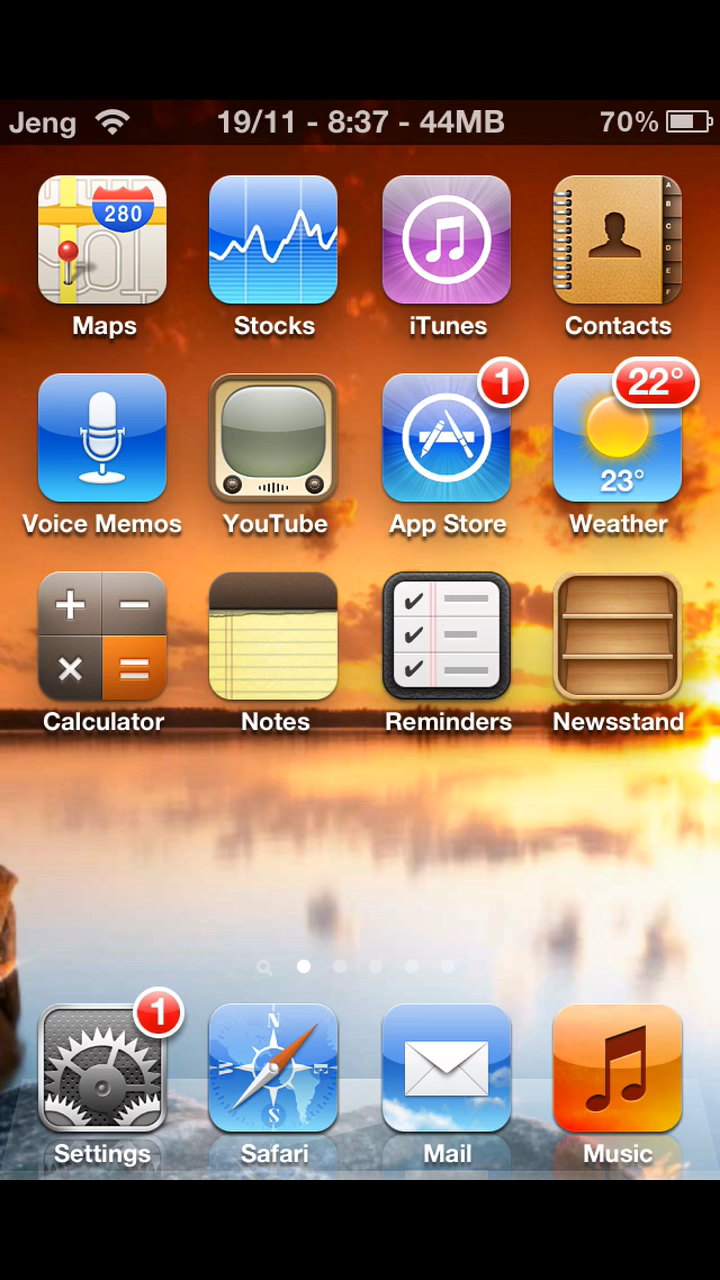 Jeng 19/11 - 8:37 - 44MB 70%
280
A
B
C
D
E
F
Maps Stocks iTunes Contacts
1 22°
23°
Voice Memos YouTube App Store Weather
+ −
× =
Calculator Notes Reminders Newsstand
1
N
W E
S
Settings Safari Mail Music